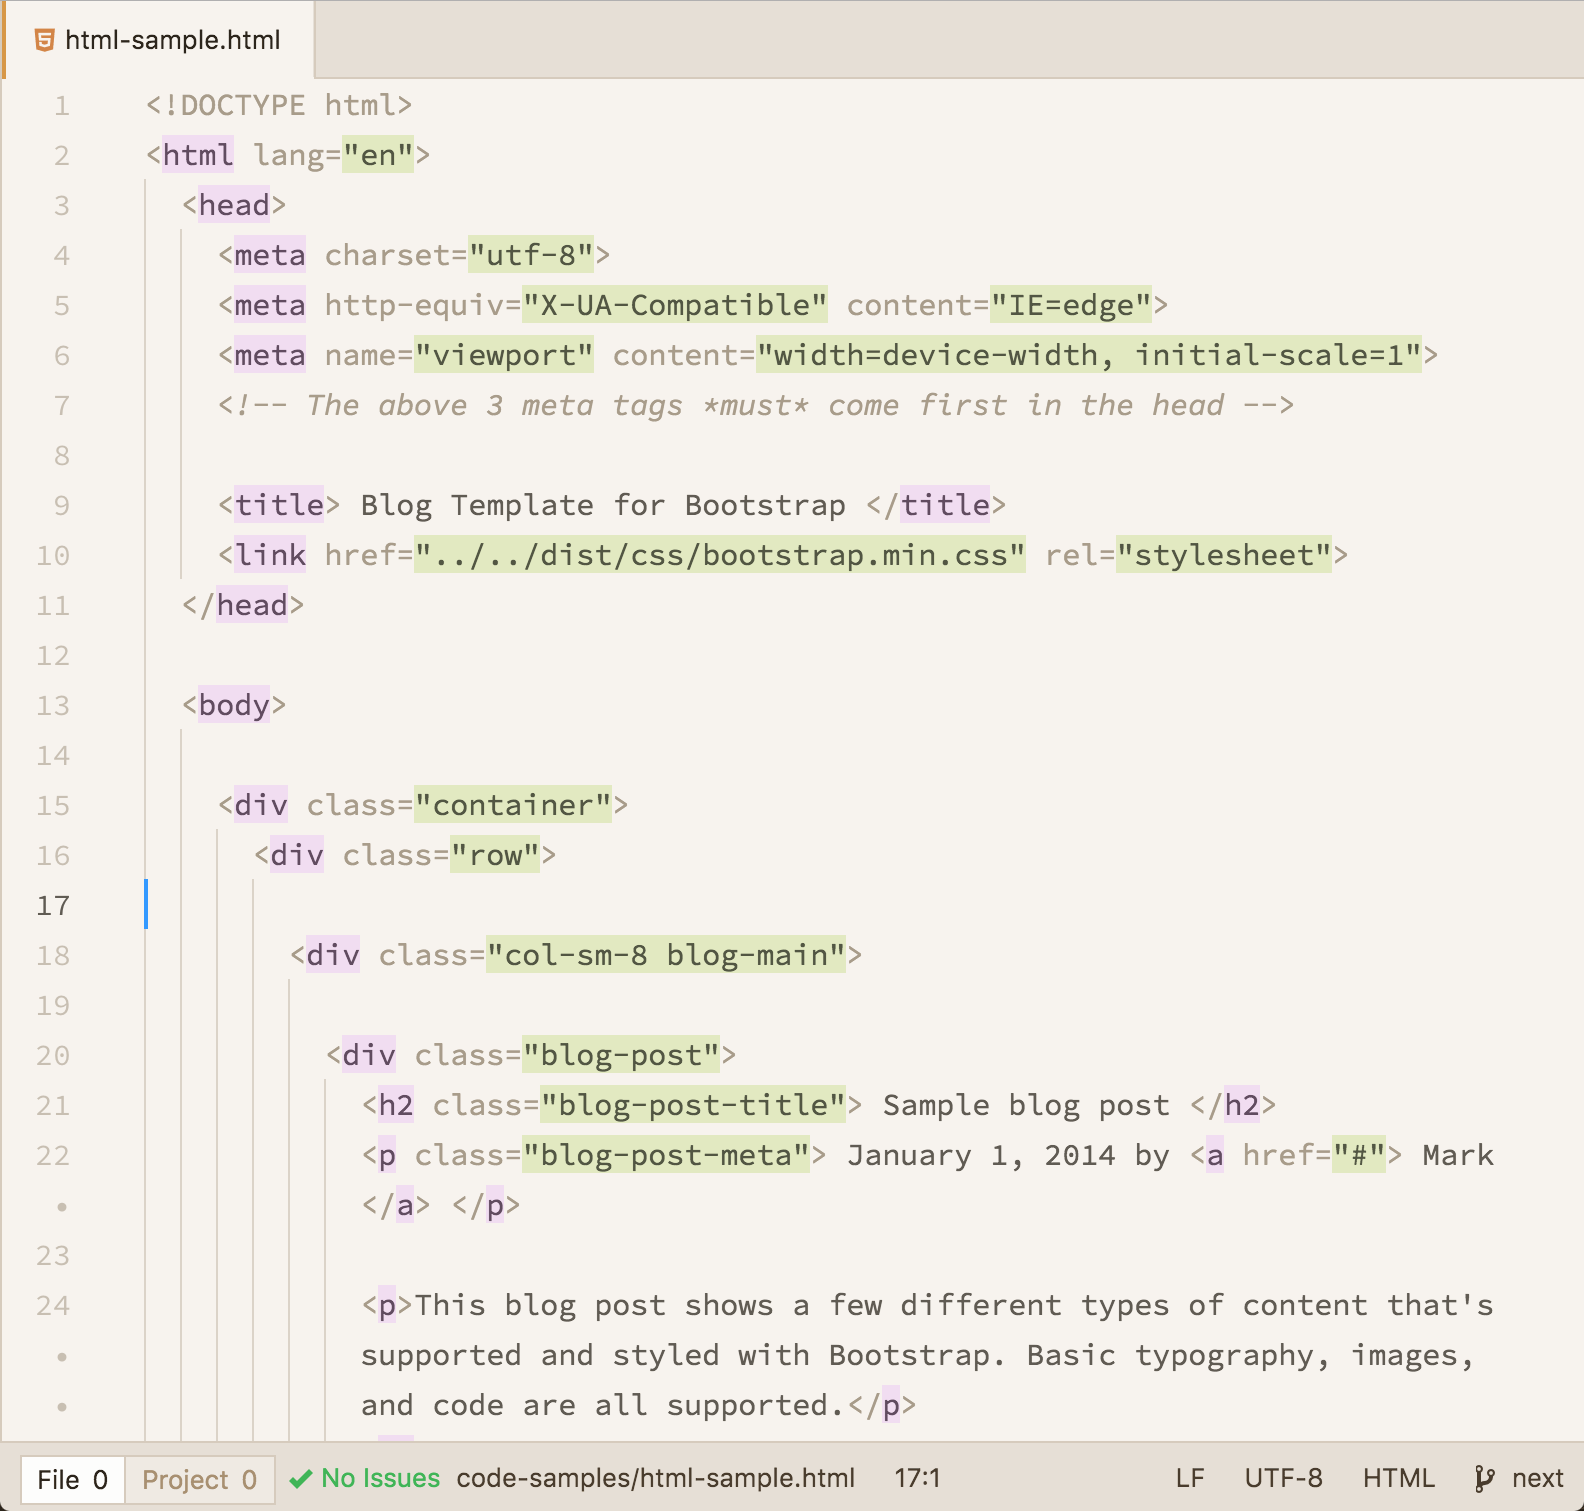 html-sample.html
1 <!DOCTYPE html>
2 <html lang="en">
3 <head>
4 <meta charset="utf-8">
5 <meta http-equiv="X-UA-Compatible" content="IE=edge">
6 <meta name="viewport" content="width=device-width, initial-scale=1">
7 <!-- The above 3 meta tags *must* come first in the head -->
8
9 <title> Blog Template for Bootstrap </title>
10 <link href="../../dist/css/bootstrap.min.css" rel="stylesheet">
11 </head>
12
13 <body>
14
15 <div class="container">
16 <div class="row">
17
18 <div class="col-sm-8 blog-main">
19
20 <div class="blog-post">
21 <h2 class="blog-post-title"> Sample blog post </h2>
22 <p class="blog-post-meta"> January 1, 2014 by <a href="#"> Mark
• </a> </p>
23
24 <p>This blog post shows a few different types of content that's
• supported and styled with Bootstrap. Basic typography, images,
• and code are all supported.</p>
File 0 Project 0 No Issues code-samples/html-sample.html 17:1 LF UTF-8 HTML next